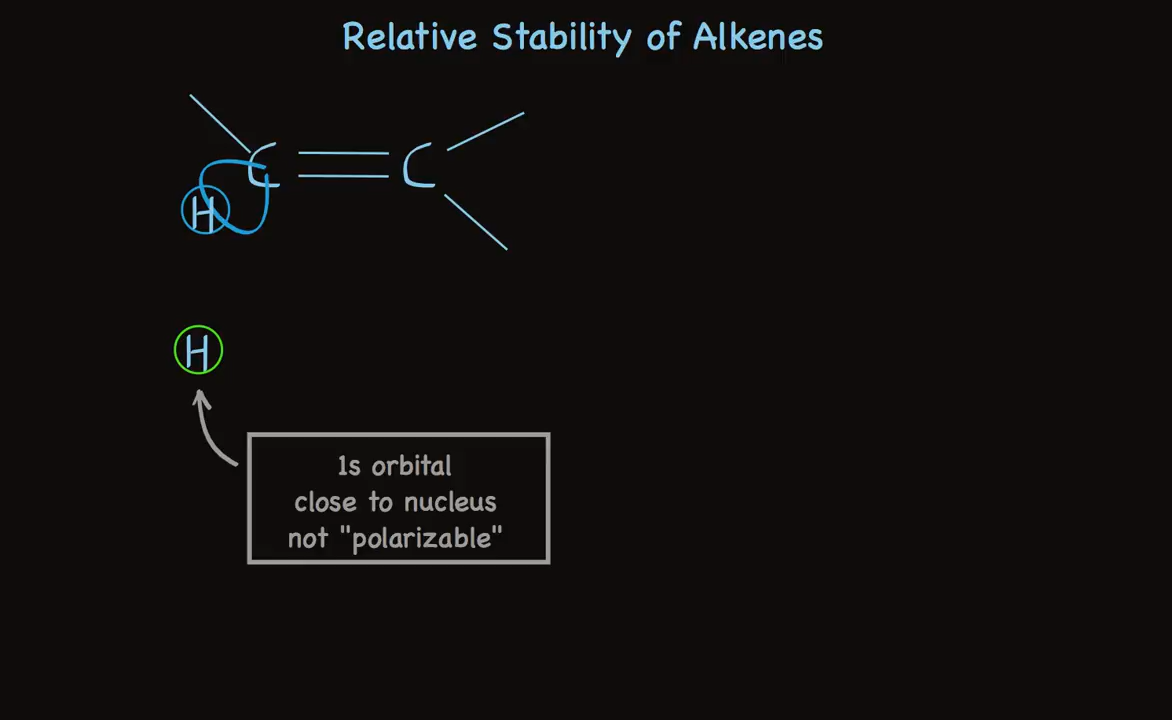 Relative Stability of Alkenes
C C
H
H
1s orbital
close to nucleus
not "polarizable"